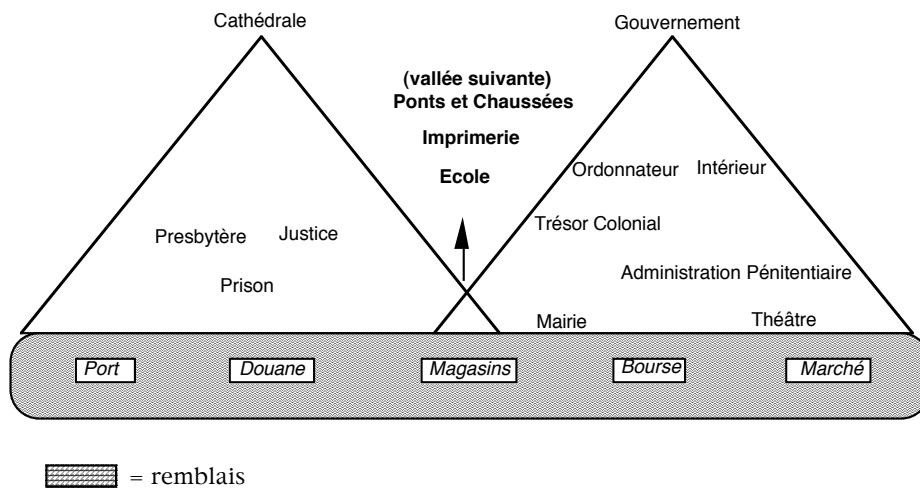 Cathédrale
Gouvernement
(vallée suivante)
Ponts et Chaussées
Imprimerie
Ecole
Ordonnateur
Intérieur
Trésor Colonial
Presbytère
Justice
Administration Pénitentiaire
Prison
Mairie
Théâtre
Port
Douane
Magasins
Bourse
Marché
= remblais